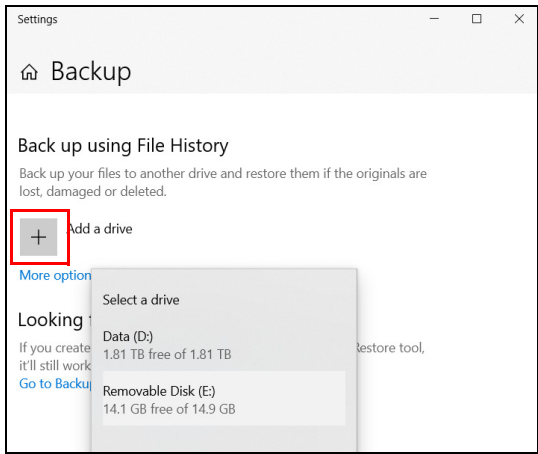 Settings
Backup
Back up using File History
Back up your files to another drive and restore them if the originals are
lost, damaged or deleted.
Add a drive
More option
Select a drive
Looking
Data (D:)
1.81 TB free of 1.81 TB
If you create
Restore tool,
it'll still work
Removable Disk (E:)
Go to Backu
14.1 GB free of 14.9 GB